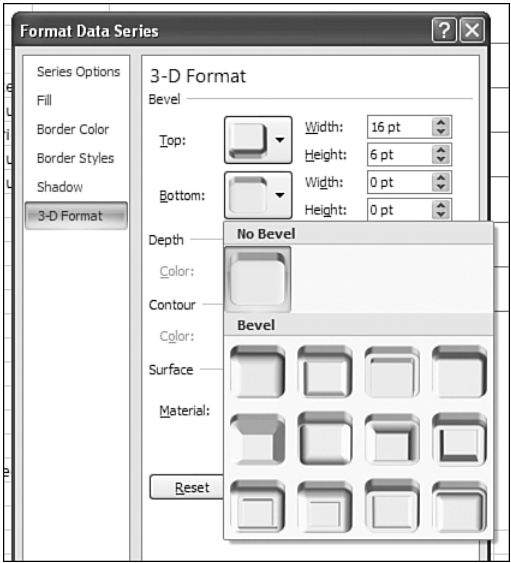 Format Data Series
Series Options
Fill
Border Color
Border Styles
Shadow
3-D Format
3-D Format
Bevel
Top:
Width: 16 pt
Height: 6 pt
Bottom:
Width: 0 pt
Height: 0 pt
No Bevel
Bevel
Depth
Color:
Contour
Color:
Surface
Material:
Reset